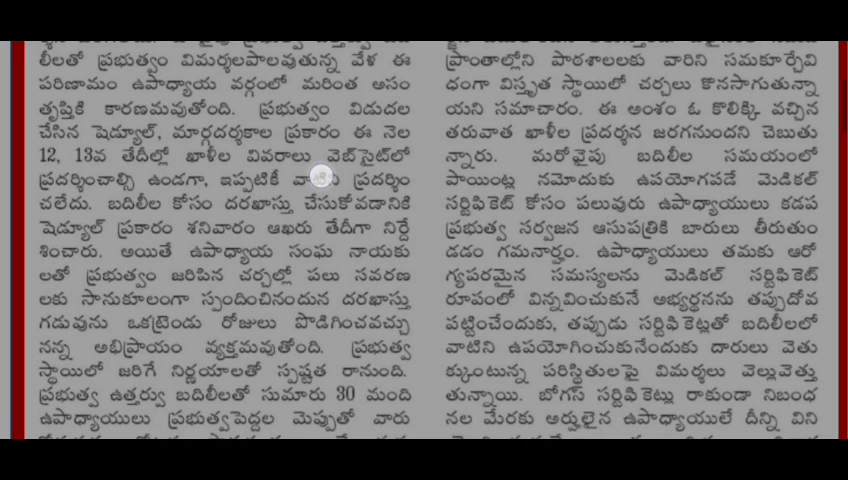 లీలతో ప్రభుత్వం విమర్శలపాలవుతున్న వేళ ఈ
పరిణామం ఉపాధ్యాయ వర్గంలో మరింత అసం
తృప్తికి కారణమవుతోంది. ప్రభుత్వం విడుదల
చేసిన షెడ్యూల్, మార్గదర్శకాల ప్రకారం ఈ నెల
12, 13వ తేదీల్లో ఖాళీల వివరాలు వెబ్‌సైట్‌లో
ప్రదర్శించాల్సి ఉండగా, ఇప్పటికీ ప్రదర్శిం
చలేదు. బదిలీల కోసం దరఖాస్తు చేసుకోవడానికి
షెడ్యూల్ ప్రకారం శనివారం ఆఖరు తేదీగా నిర్దే
శించారు. అయితే ఉపాధ్యాయ సంఘ నాయకు
లతో ప్రభుత్వం జరిపిన చర్చల్లో పలు సవరణ
లకు సానుకూలంగా స్పందించినందున దరఖాస్తు
గడువును ఒకట్రెండు రోజులు పొడిగించవచ్చు
నన్న అభిప్రాయం వ్యక్తమవుతోంది. ప్రభుత్వ
స్థాయిలో జరిగే నిర్ణయాలతో స్పష్టత రానుంది.
ప్రభుత్వ ఉత్తర్వు బదిలీలతో సుమారు 30 మంది
ఉపాధ్యాయులు ప్రభుత్వపెద్దల మెప్పుతో వారు
ప్రాంతాల్లోని పాఠశాలలకు వారిని సమకూర్చేవి
ధంగా విస్తృత స్థాయిలో చర్చలు కొనసాగుతున్నా
యని సమాచారం. ఈ అంశం ఓ కొలిక్కి వచ్చిన
తరువాత ఖాళీల ప్రదర్శన జరగనుందని చెబుతు
న్నారు. మరోవైపు బదిలీల సమయంలో
పాయింట్ల నమోదుకు ఉపయోగపడే మెడికల్
సర్టిఫికెట్ కోసం పలువురు ఉపాధ్యాయులు కడప
ప్రభుత్వ సర్వజన ఆసుపత్రికి బారులు తీరుతుం
డడం గమనార్హం. ఉపాధ్యాయులు తమకు ఆరో
గ్యపరమైన సమస్యలను మెడికల్ సర్టిఫికెట్
రూపంలో విన్నవించుకునే అభ్యర్థనను తప్పుదోవ
పట్టించేందుకు, తప్పుడు సర్టిఫికెట్లతో బదిలీలలో
వాటిని ఉపయోగించుకునేందుకు దారులు వెతు
క్కుంటున్న పరిస్థితులపై విమర్శలు వెల్లువెత్తు
తున్నాయి. బోగస్ సర్టిఫికెట్లు రాకుండా నిబంధ
నల మేరకు అర్హులైన ఉపాధ్యాయులే దీన్ని విని